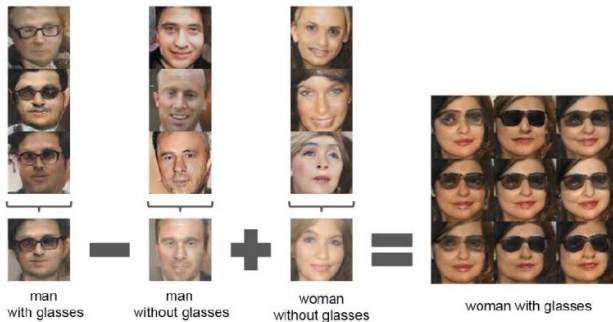 man
with glasses
man
without glasses
woman
without glasses
woman with glasses